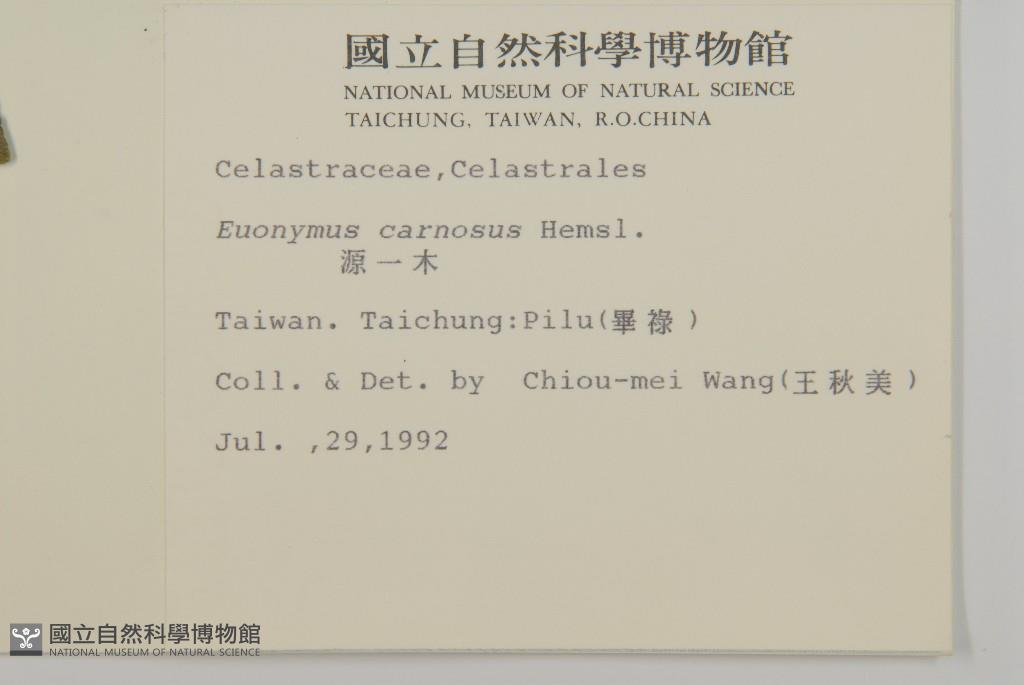 國立自然科學博物館
NATIONAL MUSEUM OF NATURAL SCIENCE
TAICHUNG, TAIWAN, R.O.CHINA
Celastraceae,Celastrales
Euonymus carnosus Hemsl.
源一木
Taiwan. Taichung:Pilu(畢祿)
Coll. & Det. by Chiou-mei Wang(王秋美)
Jul. ,29,1992
國立自然科學博物館
NATIONAL MUSEUM OF NATURAL SCIENCE